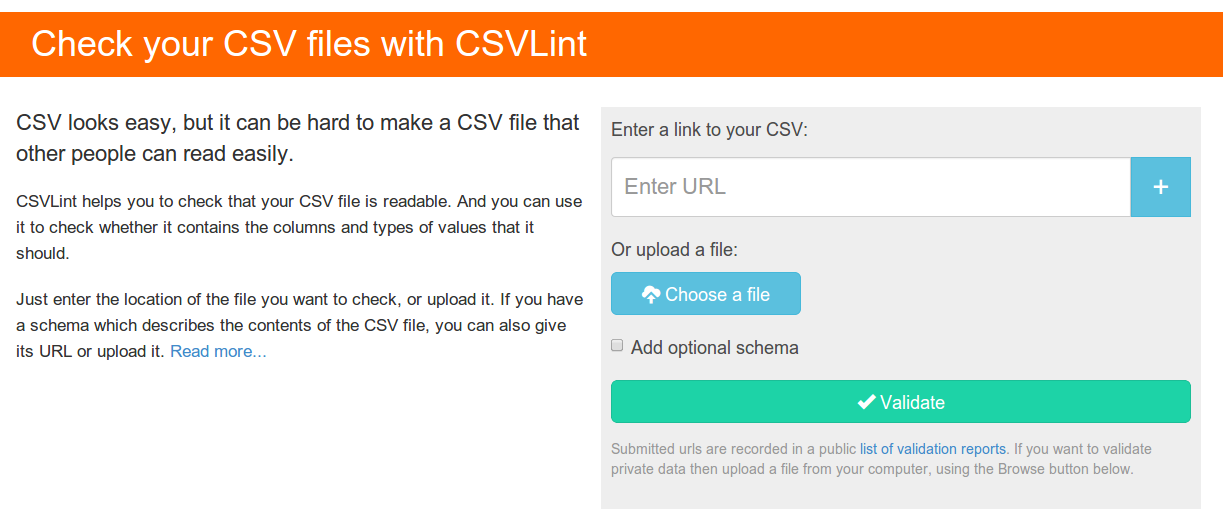 Check your CSV files with CSVLint
CSV looks easy, but it can be hard to make a CSV file that
other people can read easily.
CSVLint helps you to check that your CSV file is readable. And you can use
it to check whether it contains the columns and types of values that it
should.
Just enter the location of the file you want to check, or upload it. If you have
a schema which describes the contents of the CSV file, you can also give
its URL or upload it. Read more...
Enter a link to your CSV:
Enter URL
+
Or upload a file:
Choose a file
Add optional schema
Validate
Submitted urls are recorded in a public list of validation reports. If you want to validate
private data then upload a file from your computer, using the Browse button below.